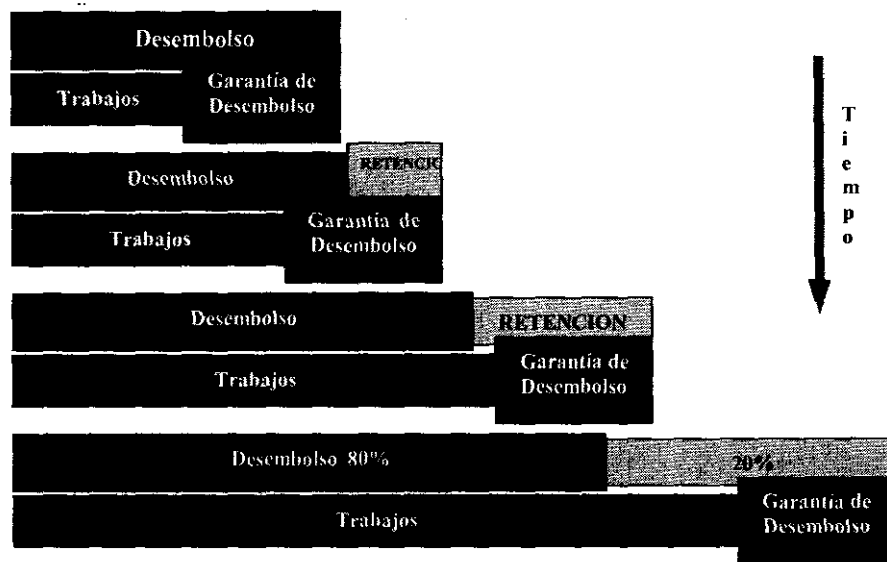 Desembolso
Trabajos
Garantía de
Desembolso
RETENCIO
Desembolso
Trabajos
Garantía de
Desembolso
RETENCION
Desembolso
Trabajos
Garantía de
Desembolso
Desembolso 80%
20%
Trabajos
Garantía de
Desembolso
T
i
e
m
p
o